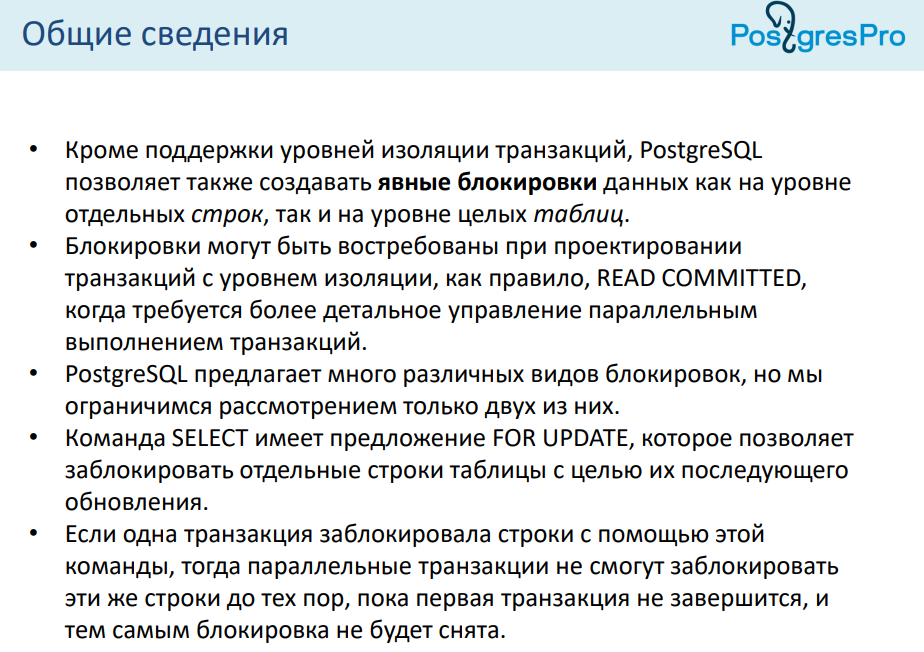 Общие сведения
PostgresPro
• Кроме поддержки уровней изоляции транзакций, PostgreSQL
позволяет также создавать явные блокировки данных как на уровне
отдельных строк, так и на уровне целых таблиц.
• Блокировки могут быть востребованы при проектировании
транзакций с уровнем изоляции, как правило, READ COMMITTED,
когда требуется более детальное управление параллельным
выполнением транзакций.
• PostgreSQL предлагает много различных видов блокировок, но мы
ограничимся рассмотрением только двух из них.
• Команда SELECT имеет предложение FOR UPDATE, которое позволяет
заблокировать отдельные строки таблицы с целью их последующего
обновления.
• Если одна транзакция заблокировала строки с помощью этой
команды, тогда параллельные транзакции не смогут заблокировать
эти же строки до тех пор, пока первая транзакция не завершится, и
тем самым блокировка не будет снята.